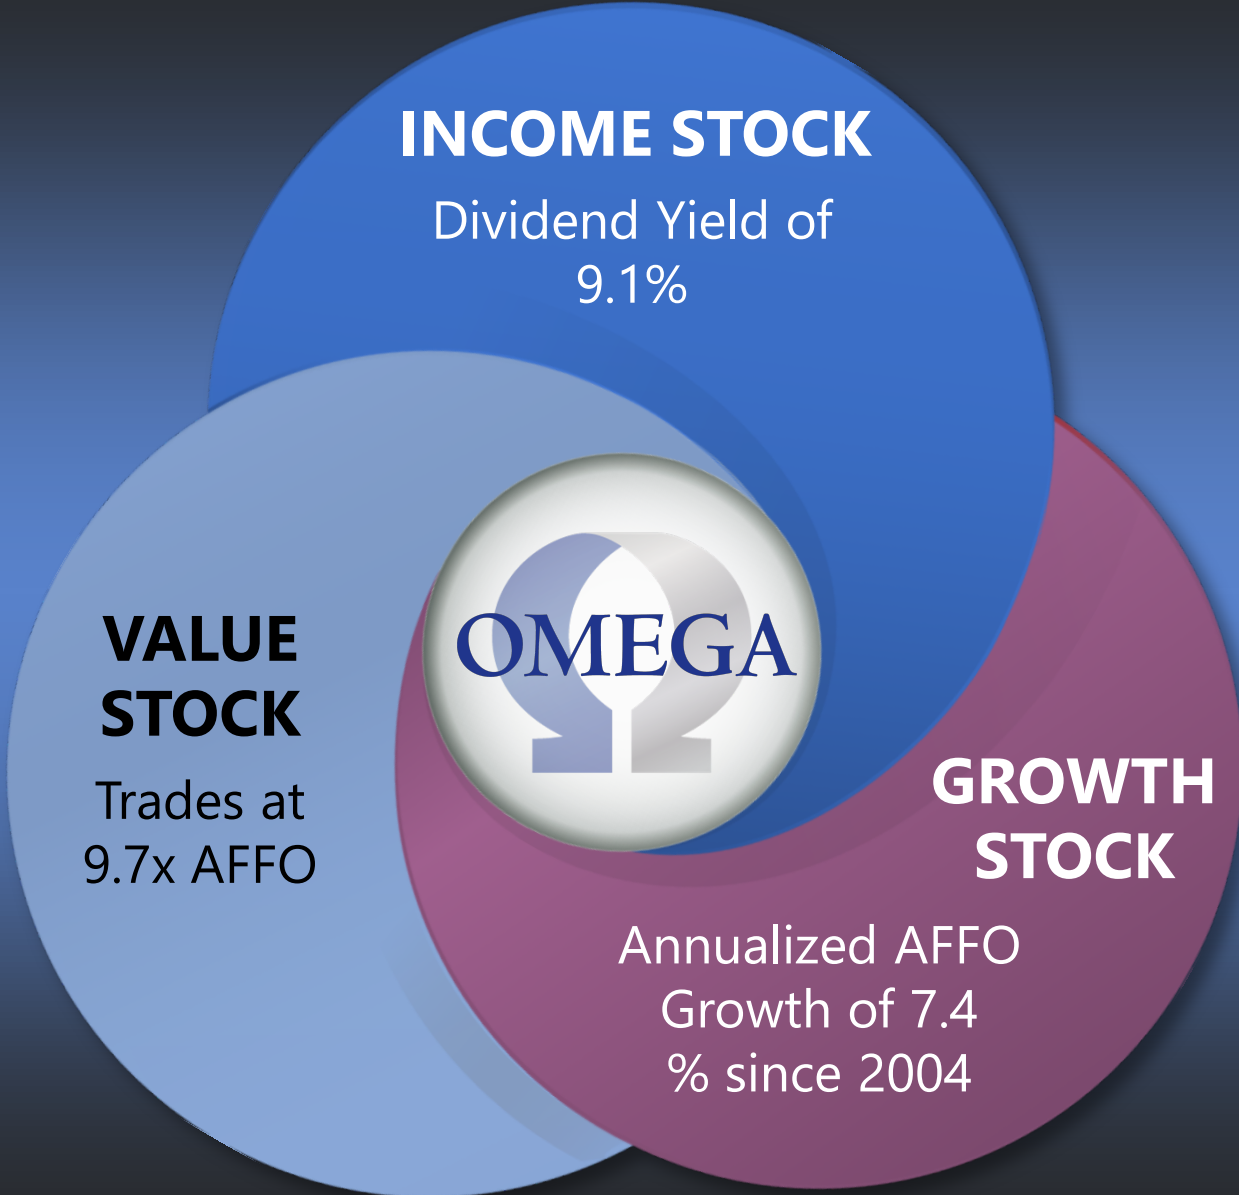 INCOME STOCK
Dividend Yield of
9.1%
OMEGA
VALUE
STOCK
Trades at
9.7x AFFO
GROWTH
STOCK
Annualized AFFO
Growth of 7.4
% since 2004